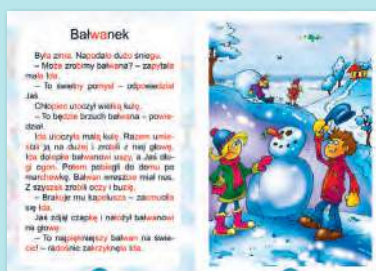 Bałwanek
Była zima. Napadało dużo śniegu.
– Może zrobimy bałwana? – zapytała
mała Ida.
– To świetny pomysł – odpowiedział
Jaś.
Chłopiec utoczył wielką kulę.
– To będzie brzuch bałwana – powie-
dział.
Ida utoczyła małą kulę. Razem umie-
ścili ją na dużej i zrobili z niej głowę.
Ida dolepiła bałwanowi uszy, a Jaś dłu-
gi ogon. Potem pobiegli do domu po
marchewkę. Bałwan wreszcie miał nos.
Z szyszek zrobili oczy i buzię.
– Brakuje mu kapelusza – zasmuciła
się Ida.
Jaś zdjął czapkę i nałożył bałwanowi
na głowę.
– To najpiękniejszy bałwan na świe-
cie! – radośnie zakrzyknęła Ida.